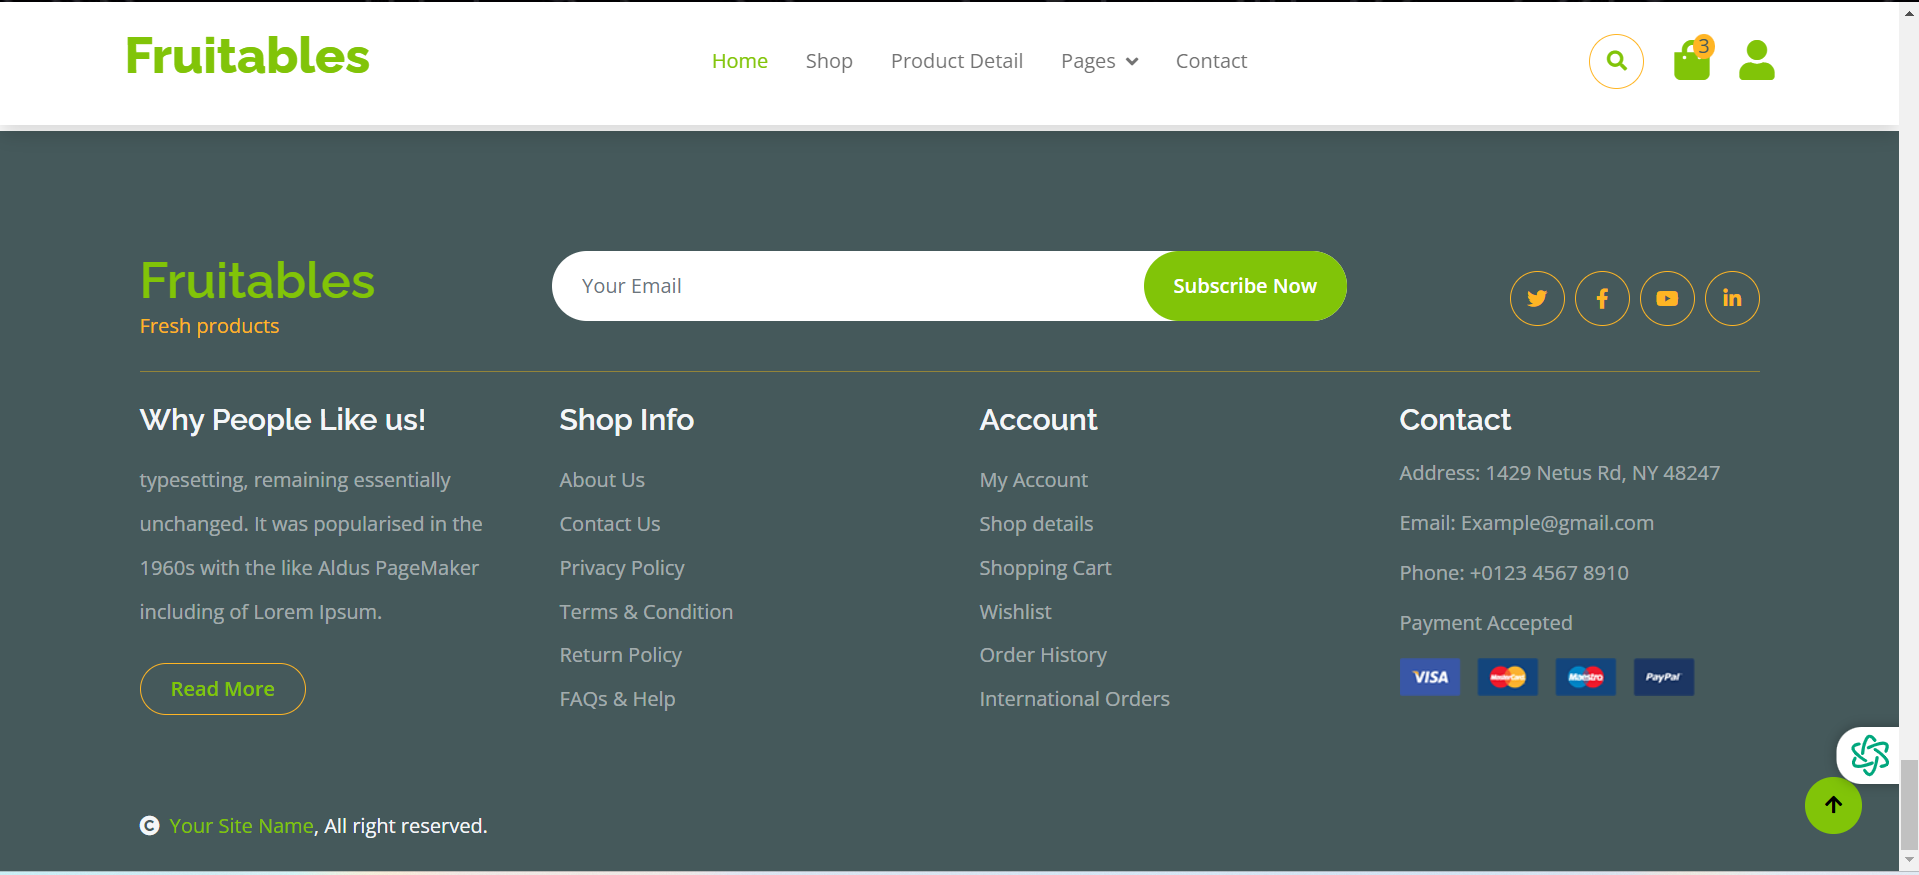 Fruitables
Home Shop Product Detail Pages Contact
3
Fruitables
Fresh products
Your Email
Subscribe Now
Why People Like us!
typesetting, remaining essentially
unchanged. It was popularised in the
1960s with the like Aldus PageMaker
including of Lorem Ipsum.
Read More
Shop Info
About Us
Contact Us
Privacy Policy
Terms & Condition
Return Policy
FAQs & Help
Account
My Account
Shop details
Shopping Cart
Wishlist
Order History
International Orders
Contact
Address: 1429 Netus Rd, NY 48247
Email: Example@gmail.com
Phone: +0123 4567 8910
Payment Accepted
VISA MasterCard Maestro PayPal
© Your Site Name, All right reserved.